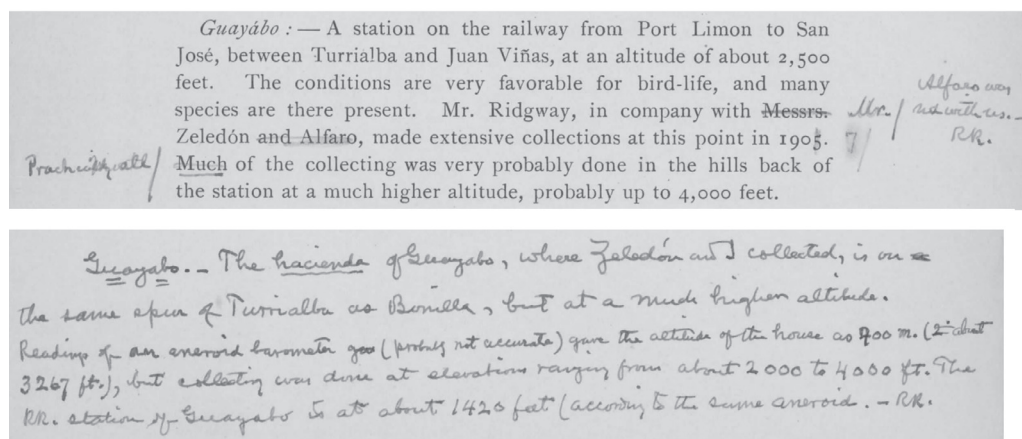 Guayábo : — A station on the railway from Port Limon to San
José, between Turrialba and Juan Viñas, at an altitude of about 2,500
feet. The conditions are very favorable for bird-life, and many
species are there present. Mr. Ridgway, in company with Messrs. Mr./
Zeledón and Alfaro, made extensive collections at this point in 1905. 7/
Alfaro was
not with us.—
RR.
Practically all/
Much of the collecting was very probably done in the hills back of
the station at a much higher altitude, probably up to 4,000 feet.
Guayabo.— The hacienda of Guayabo, where Zeledón and I collected, is on
the same spur of Turrialba as Bonilla, but at a much higher altitude.
Readings of an aneroid barometer (probably not accurate) gave the altitude of the house as 900 m. (about
3267 ft.), but collecting was done at elevations ranging from about 2000 to 4000 ft. The
RR. station of Guayabo is at about 1420 feet (according to the same aneroid. — RR.